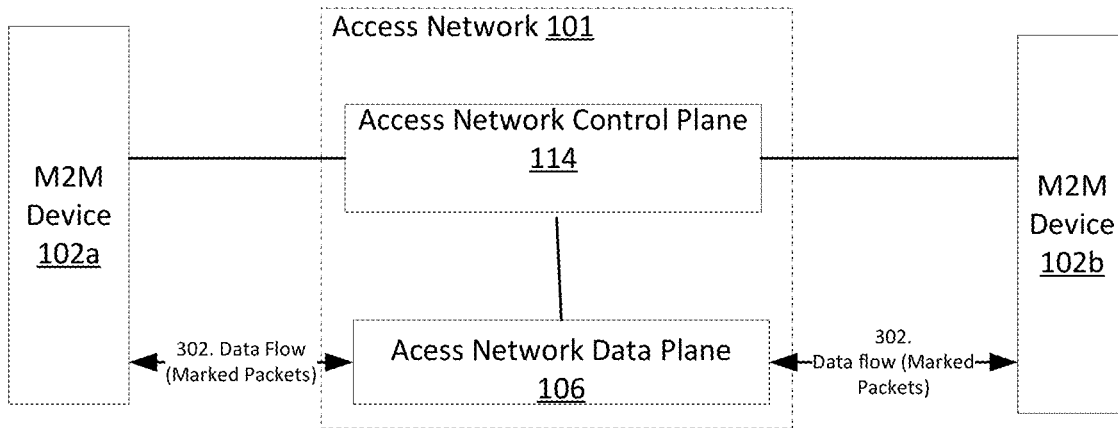 Access Network 101
Access Network Control Plane
114
M2M
Device
102a
M2M
Device
102b
302. Data Flow
(Marked Packets)
Acess Network Data Plane
106
302.
Data flow (Marked
Packets)